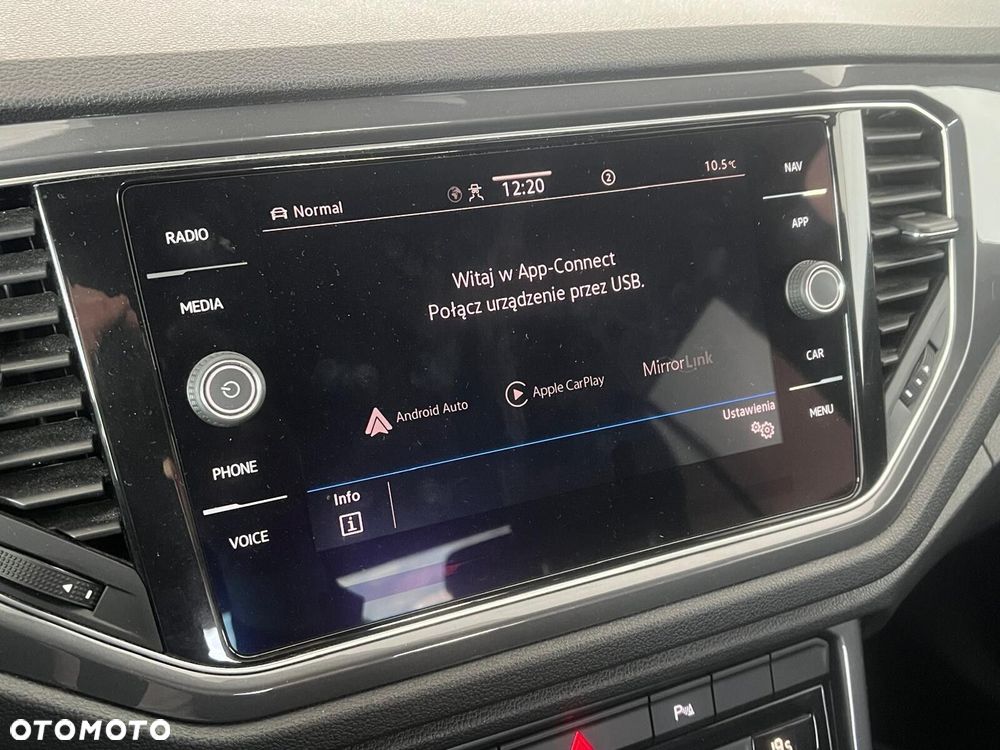 10.5°C
NAV
Normal
12:20
2
RADIO
APP
Witaj w App-Connect
Połącz urządzenie przez USB.
MEDIA
CAR
MirrorLink
Apple CarPlay
Android Auto
Ustawienia
MENU
PHONE
Info
i
VOICE
P
OTOMOTO